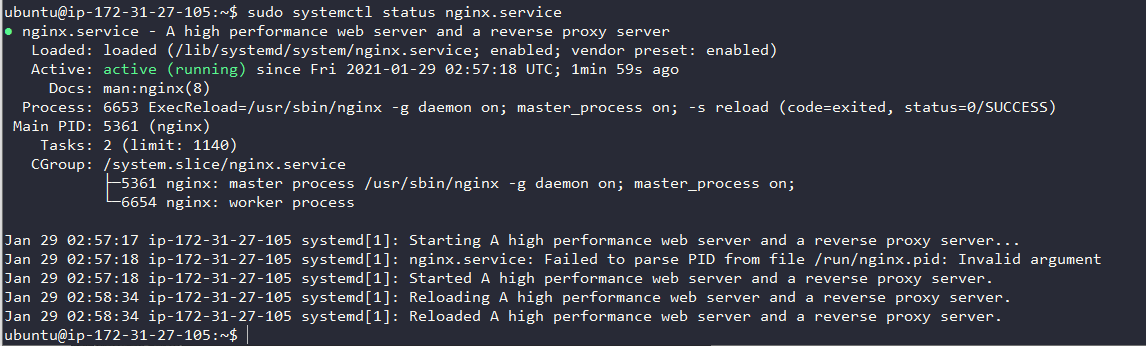 ubuntu@ip-172-31-27-105:~$ sudo systemctl status nginx.service
● nginx.service - A high performance web server and a reverse proxy server
   Loaded: loaded (/lib/systemd/system/nginx.service; enabled; vendor preset: enabled)
   Active: active (running) since Fri 2021-01-29 02:57:18 UTC; 1min 59s ago
     Docs: man:nginx(8)
  Process: 6653 ExecReload=/usr/sbin/nginx -g daemon on; master_process on; -s reload (code=exited, status=0/SUCCESS)
 Main PID: 5361 (nginx)
    Tasks: 2 (limit: 1140)
   CGroup: /system.slice/nginx.service
           ├─5361 nginx: master process /usr/sbin/nginx -g daemon on; master_process on;
           └─6654 nginx: worker process

Jan 29 02:57:17 ip-172-31-27-105 systemd[1]: Starting A high performance web server and a reverse proxy server...
Jan 29 02:57:18 ip-172-31-27-105 systemd[1]: nginx.service: Failed to parse PID from file /run/nginx.pid: Invalid argument
Jan 29 02:57:18 ip-172-31-27-105 systemd[1]: Started A high performance web server and a reverse proxy server.
Jan 29 02:58:34 ip-172-31-27-105 systemd[1]: Reloading A high performance web server and a reverse proxy server.
Jan 29 02:58:34 ip-172-31-27-105 systemd[1]: Reloaded A high performance web server and a reverse proxy server.
ubuntu@ip-172-31-27-105:~$